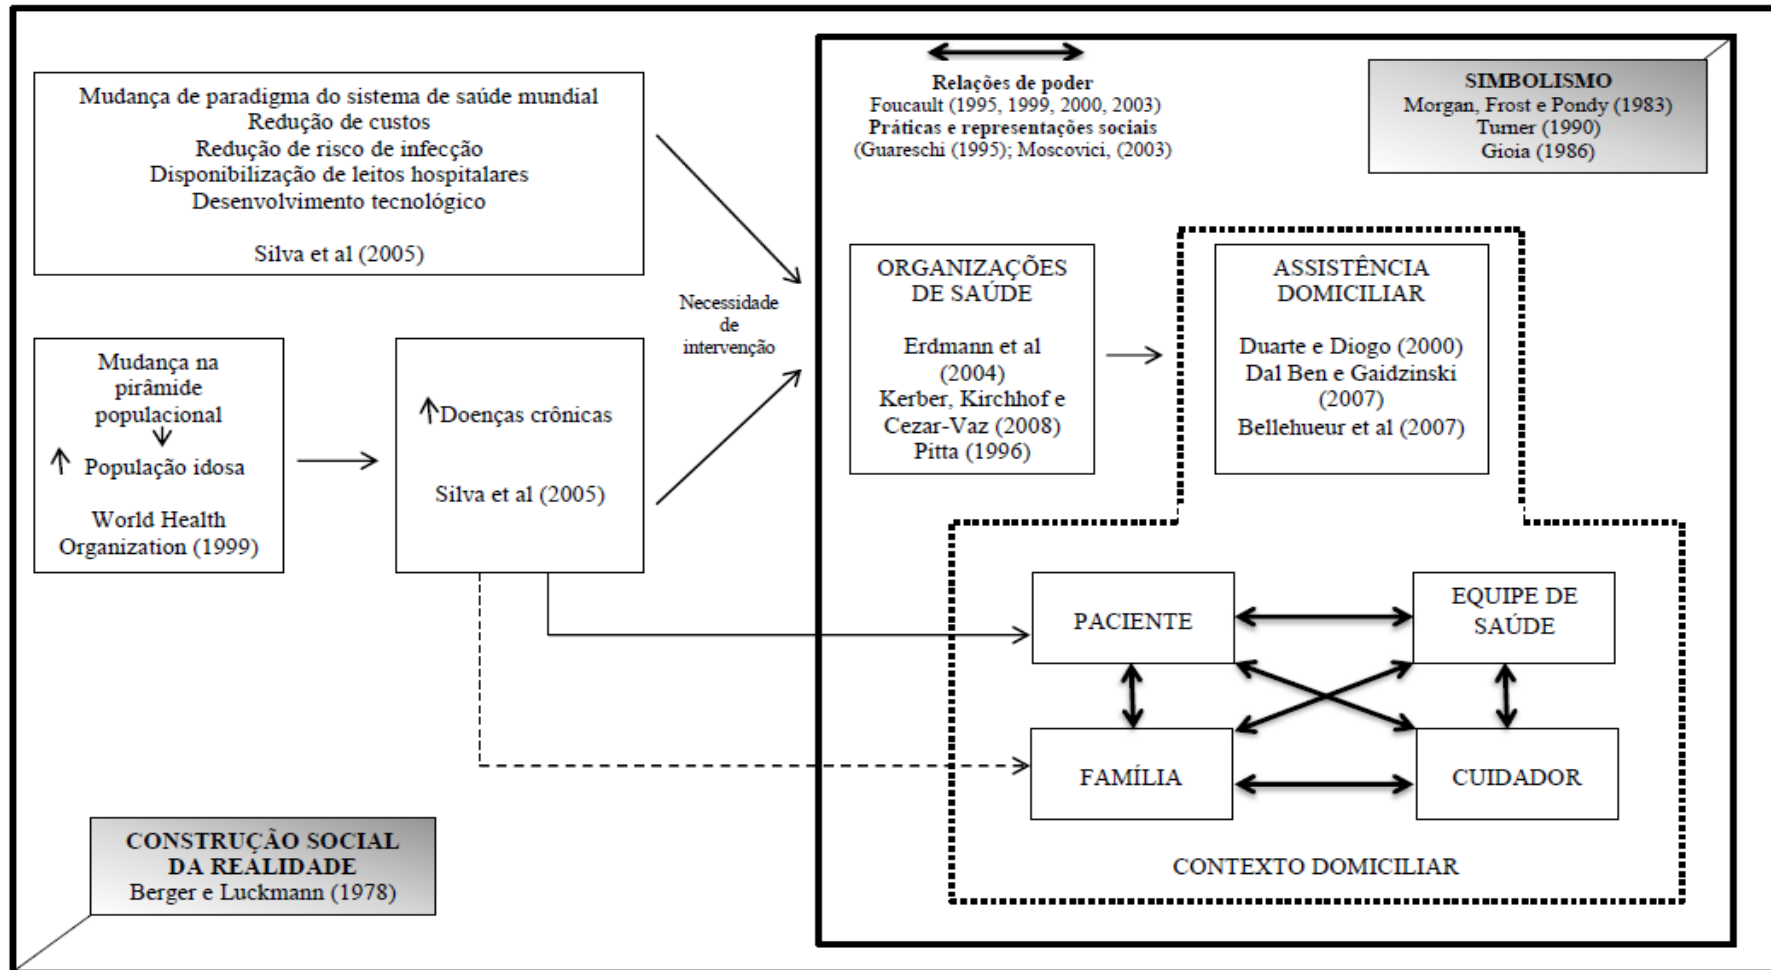 Mudança de paradigma do sistema de saúde mundial
Redução de custos
Redução de risco de infecção
Disponibilização de leitos hospitalares
Desenvolvimento tecnológico
Silva et al (2005)
Mudança na
pirâmide
populacional
População idosa
World Health
Organization (1999)
Doenças crônicas
Silva et al (2005)
Necessidade
de
intervenção
Relações de poder
Foucault (1995, 1999, 2000, 2003)
Práticas e representações sociais
(Guareschi (1995); Moscovici, (2003)
SIMBOLISMO
Morgan, Frost e Pondy (1983)
Turner (1990)
Gioia (1986)
ORGANIZAÇÕES
DE SAÚDE
Erdmann et al
(2004)
Kerber, Kirchhof e
Cezar-Vaz (2008)
Pitta (1996)
ASSISTÊNCIA
DOMICILIAR
Duarte e Diogo (2000)
Dal Ben e Gaidzinski
(2007)
Bellehueur et al (2007)
PACIENTE
EQUIPE DE
SAÚDE
FAMÍLIA
CUIDADOR
CONTEXTO DOMICILIAR
CONSTRUÇÃO SOCIAL
DA REALIDADE
Berger e Luckmann (1978)